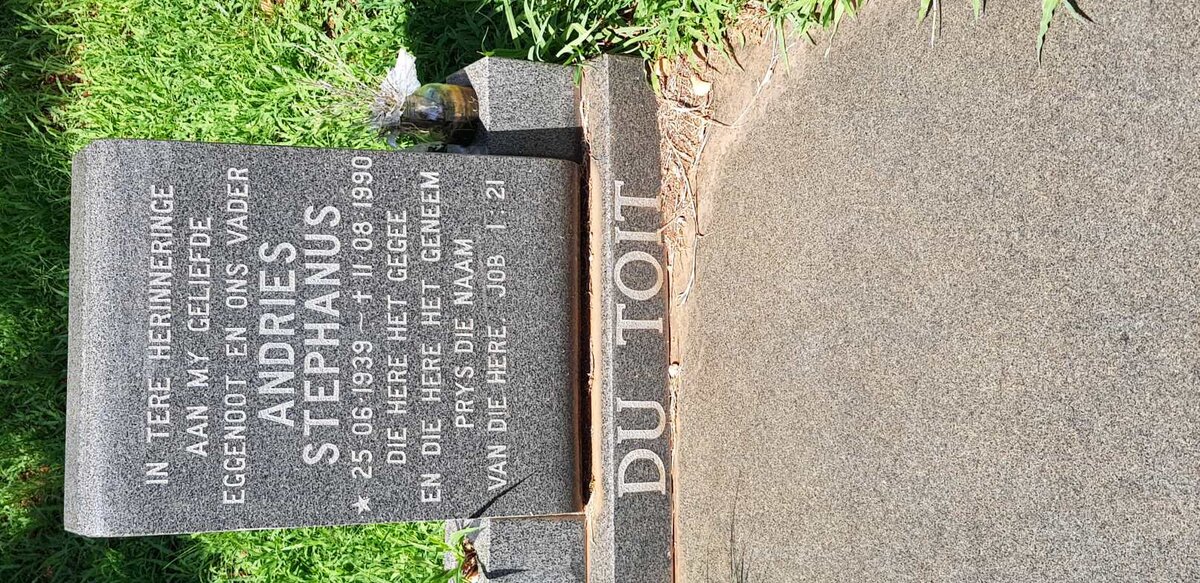 IN TERE HERINNERINGE
AAN MY GELIEFDE
EGGENOOT EN ONS VADER
ANDRIES
STEPHANUS
★ 25·06·1939 ~ † 11·08·1990
DIE HERE HET GEGEE
EN DIE HERE HET GENEEM
PRYS DIE NAAM
VAN DIE HERE. JOB 1:21
DU TOIT